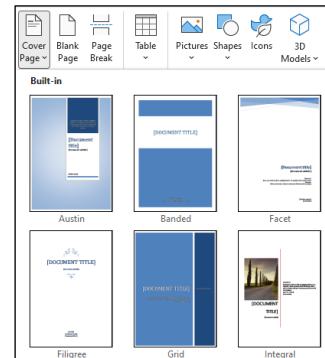 Cover Page
Blank Page
Page Break
Table
Pictures
Shapes
Icons
3D Models
Built-in
[Document Title]
[DOCUMENT TITLE]
[Document Title]
Austin
Banded
Facet
[DOCUMENT TITLE]
[DOCUMENT TITLE]
[DOCUMENT TITLE]
Filigree
Grid
Integral